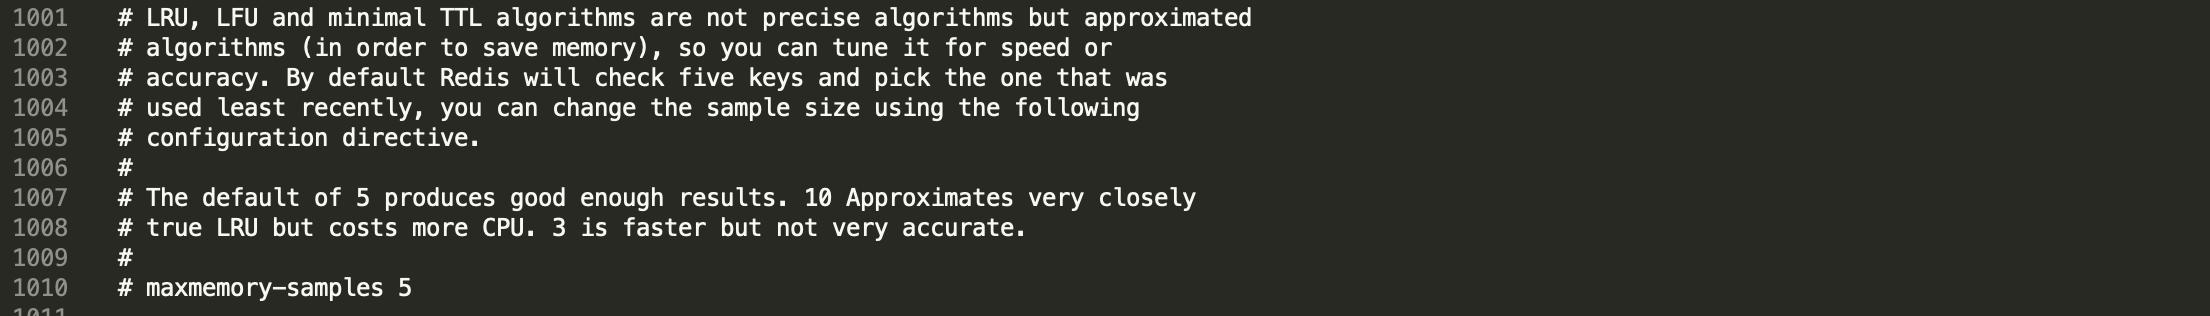 1001 # LRU, LFU and minimal TTL algorithms are not precise algorithms but approximated
1002 # algorithms (in order to save memory), so you can tune it for speed or
1003 # accuracy. By default Redis will check five keys and pick the one that was
1004 # used least recently, you can change the sample size using the following
1005 # configuration directive.
1006 #
1007 # The default of 5 produces good enough results. 10 Approximates very closely
1008 # true LRU but costs more CPU. 3 is faster but not very accurate.
1009 #
1010 # maxmemory-samples 5
1011